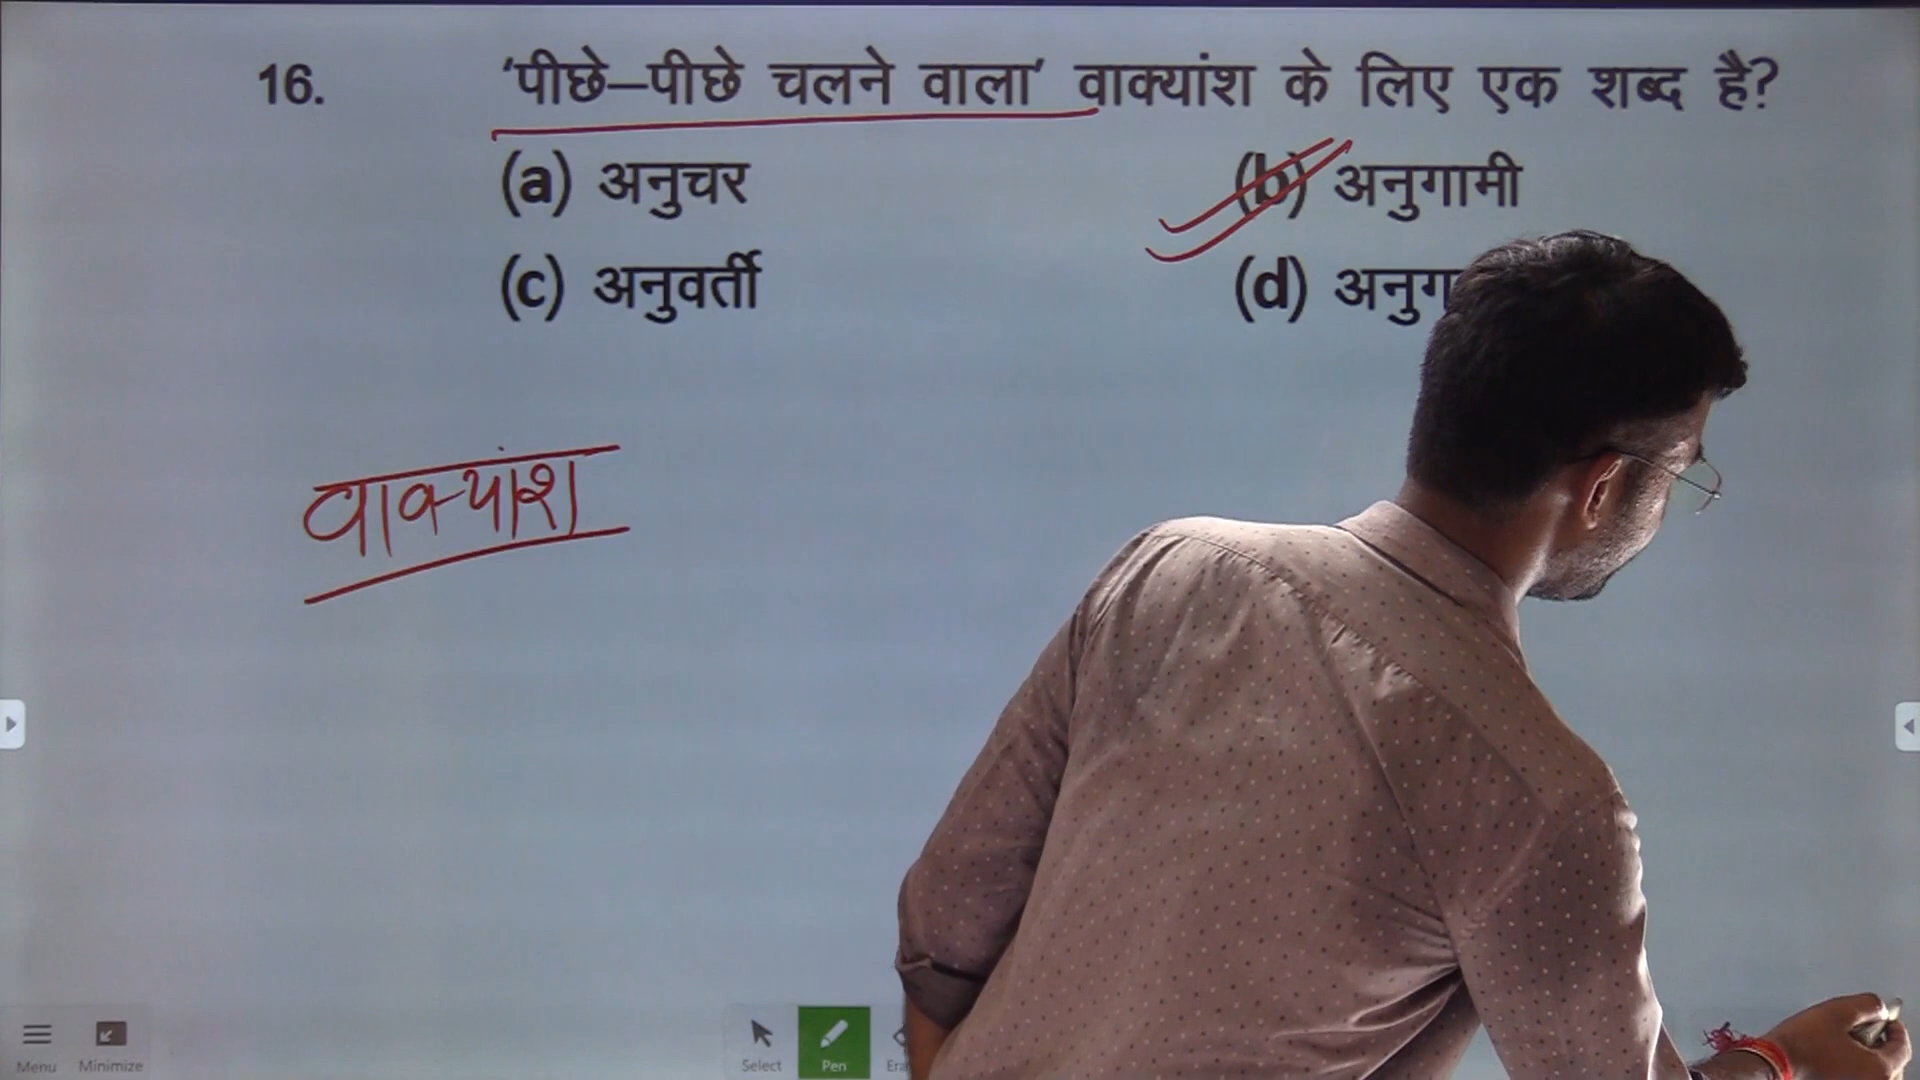 16. 'पीछे–पीछे चलने वाला' वाक्यांश के लिए एक शब्द है?
(a) अनुचर (b) अनुगामी
(c) अनुवर्ती (d)
वाक्यांश
Menu Minimize Select Pen